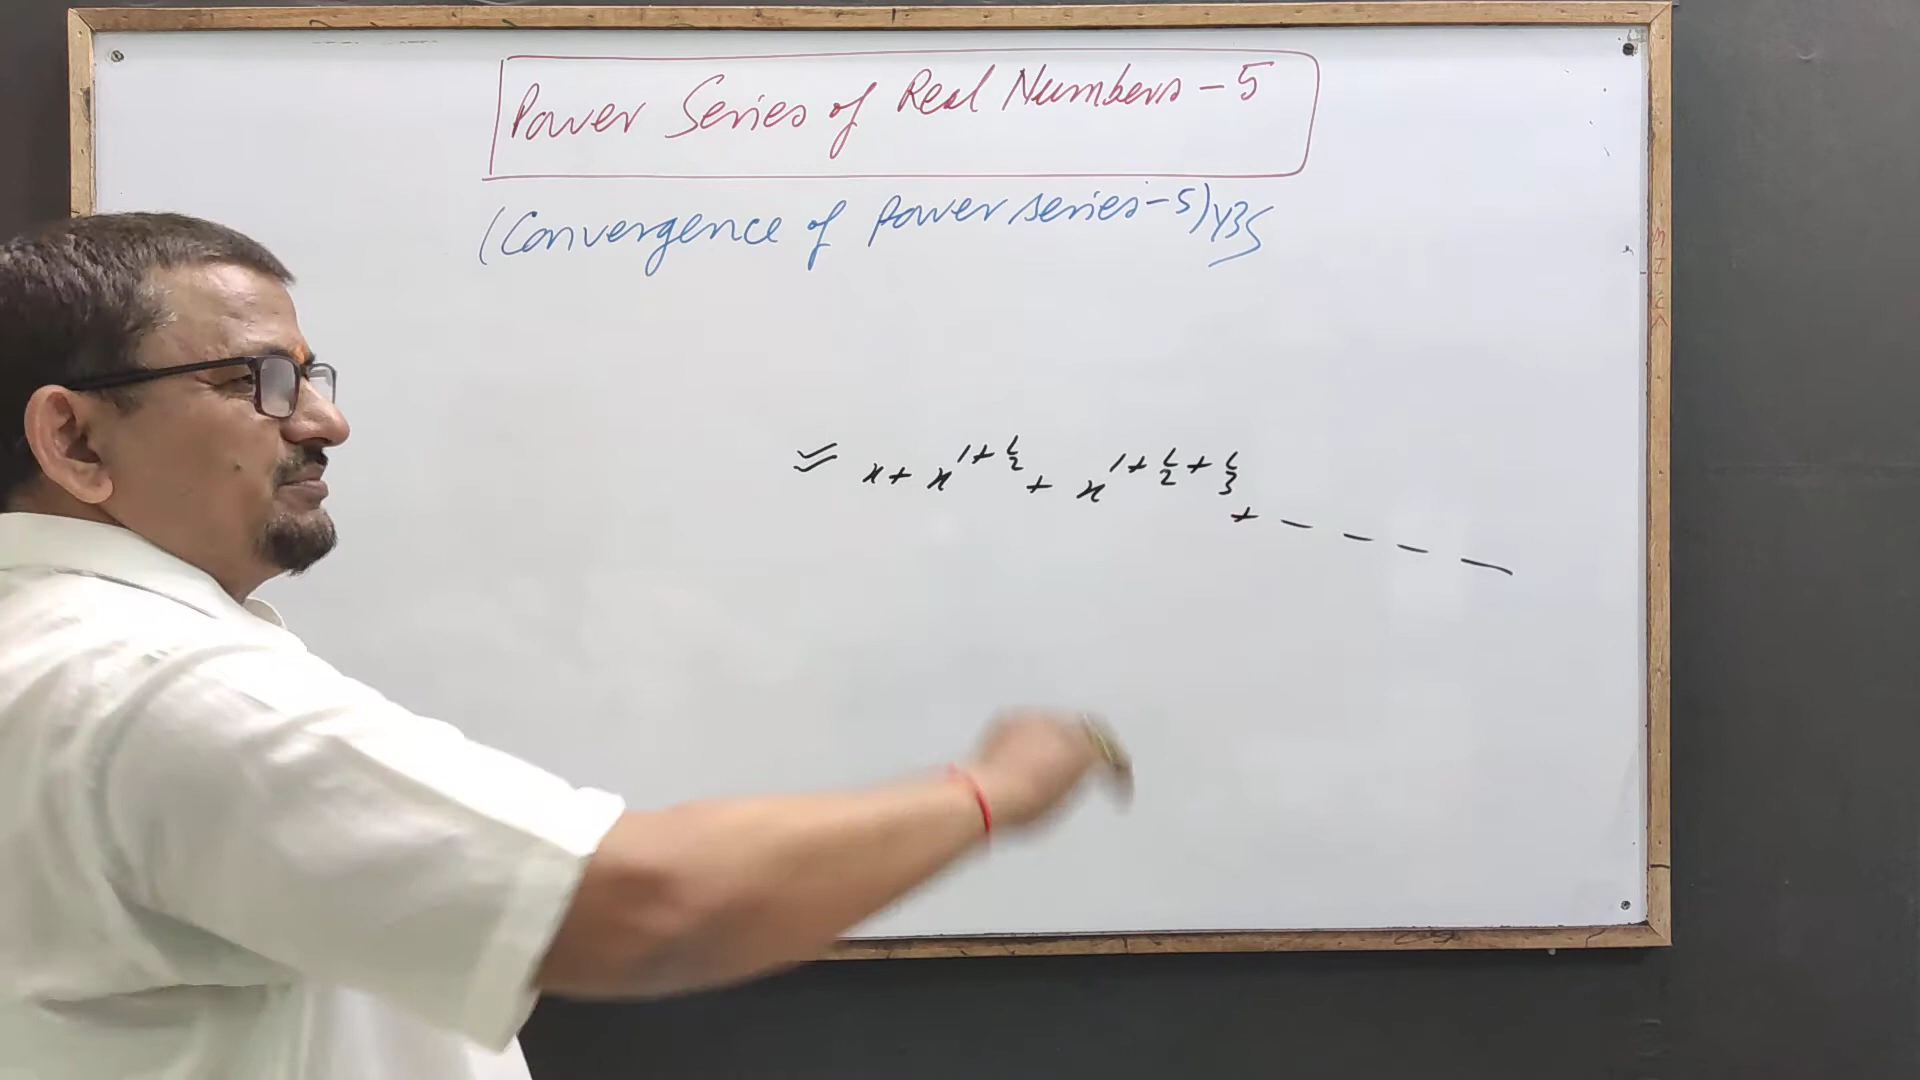 Power Series of Real Numbers - 5
(Convergence of power series - 5)
x + x^{1+1/2} + x^{1+1/2+1/3} + - - - -